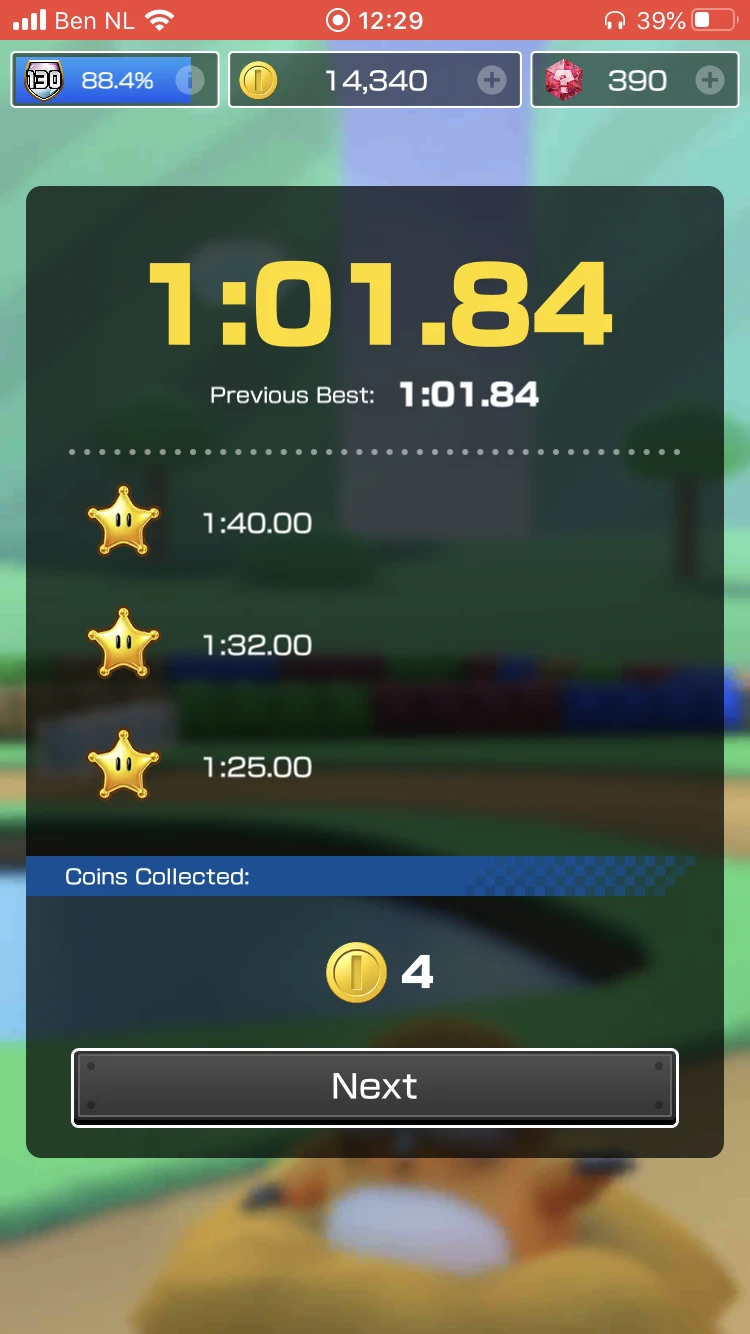 Ben NL 12:29 39%
130 88.4% i 14,340 + 390 +
1:01.84
Previous Best: 1:01.84
1:40.00
1:32.00
1:25.00
Coins Collected:
4
Next